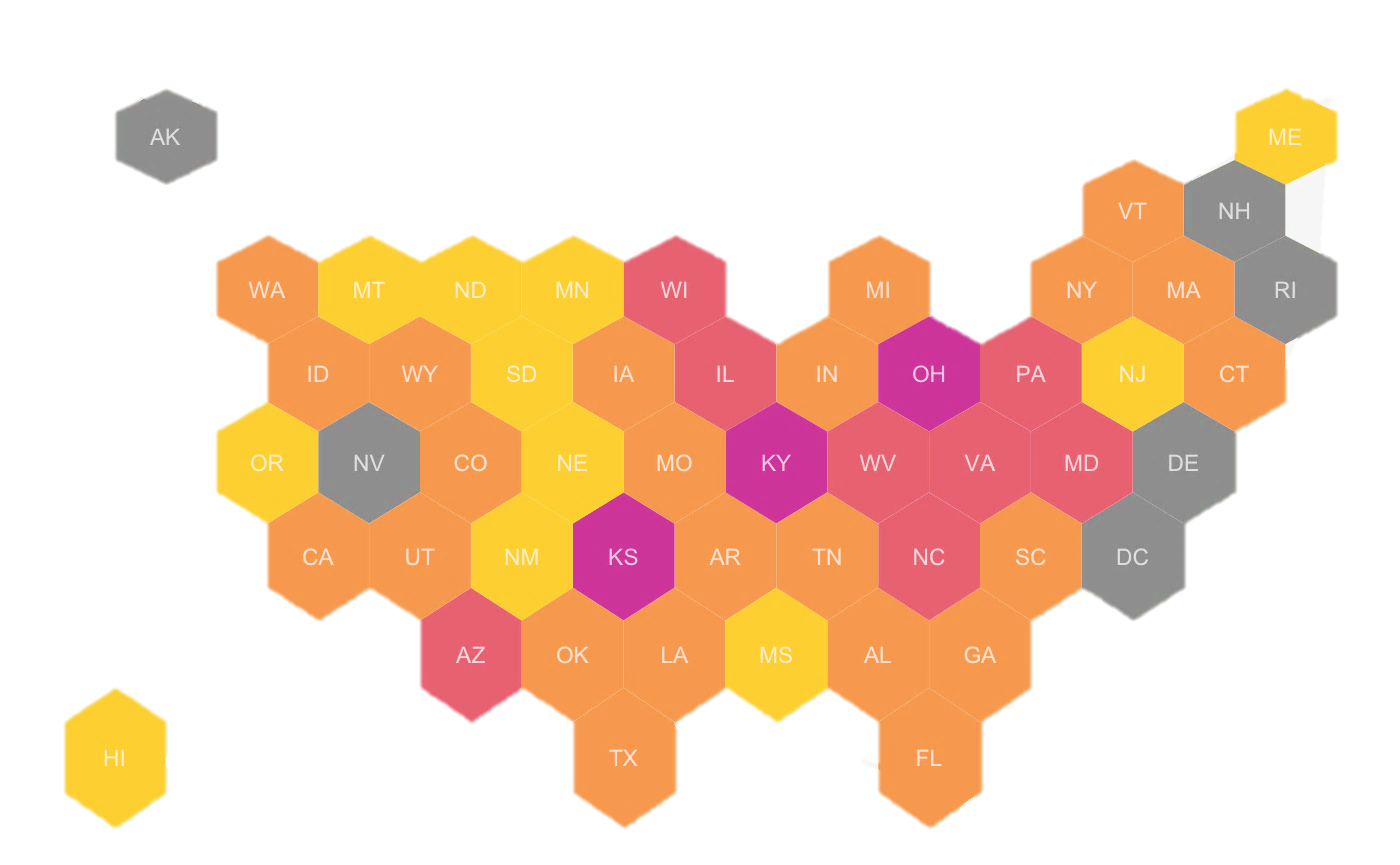 AK
ME
VT NH
WA MT ND MN WI MI NY MA RI
ID WY SD IA IL IN OH PA NJ CT
OR NV CO NE MO KY WV VA MD DE
CA UT NM KS AR TN NC SC DC
AZ OK LA MS AL GA
HI TX FL